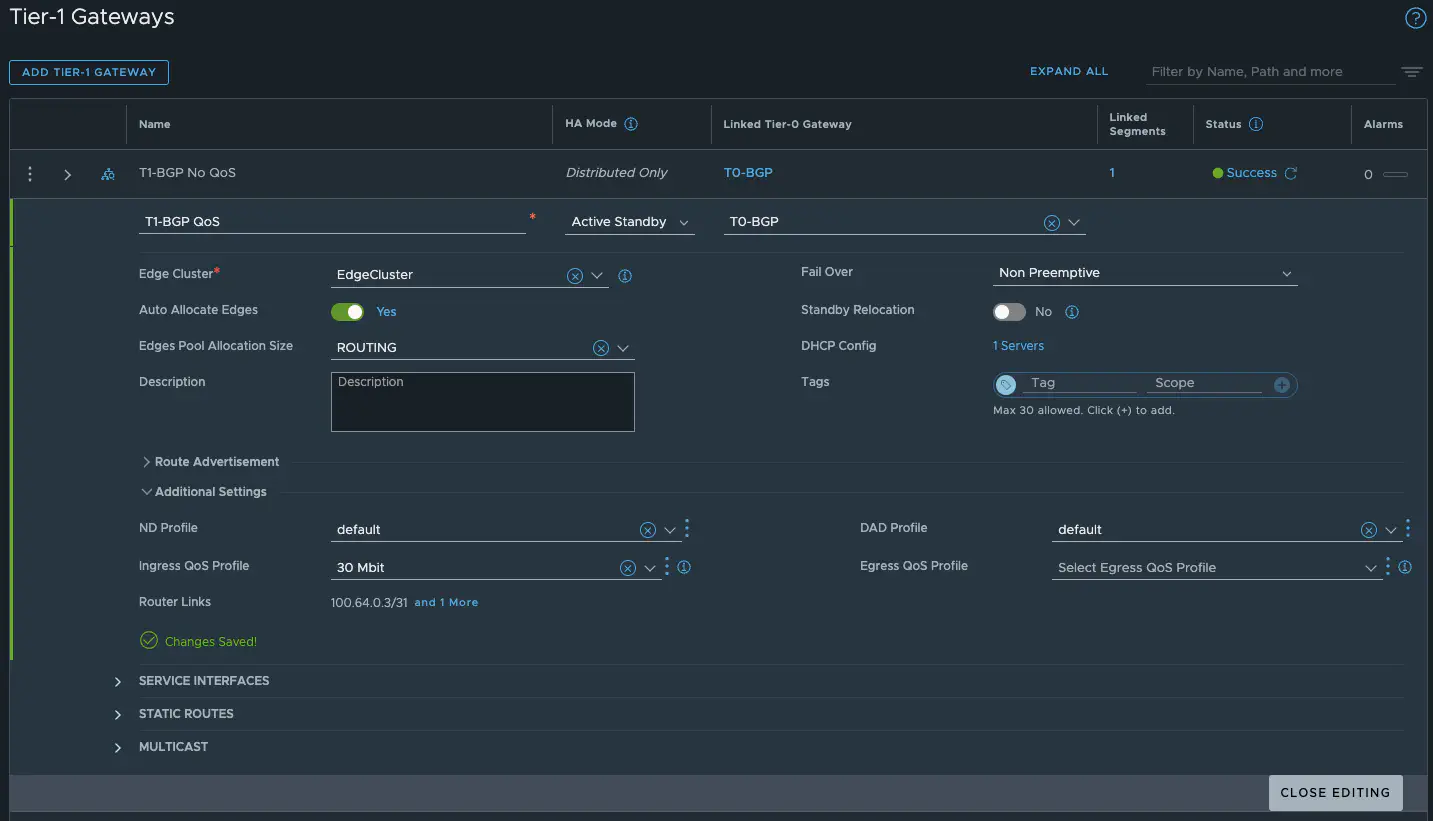 Tier-1 Gateways
?
ADD TIER-1 GATEWAY
EXPAND ALL
Filter by Name, Path and more
Name
HA Mode
Linked Tier-0 Gateway
Linked Segments
Status
Alarms
T1-BGP No QoS
Distributed Only
T0-BGP
1
Success
0
T1-BGP QoS *
Active Standby
T0-BGP
Edge Cluster*
EdgeCluster
Fail Over
Non Preemptive
Auto Allocate Edges
Yes
Standby Relocation
No
Edges Pool Allocation Size
ROUTING
DHCP Config
1 Servers
Description
Description
Tags
Tag
Scope
Max 30 allowed. Click (+) to add.
Route Advertisement
Additional Settings
ND Profile
default
DAD Profile
default
Ingress QoS Profile
30 Mbit
Egress QoS Profile
Select Egress QoS Profile
Router Links
100.64.0.3/31 and 1 More
Changes Saved!
SERVICE INTERFACES
STATIC ROUTES
MULTICAST
CLOSE EDITING